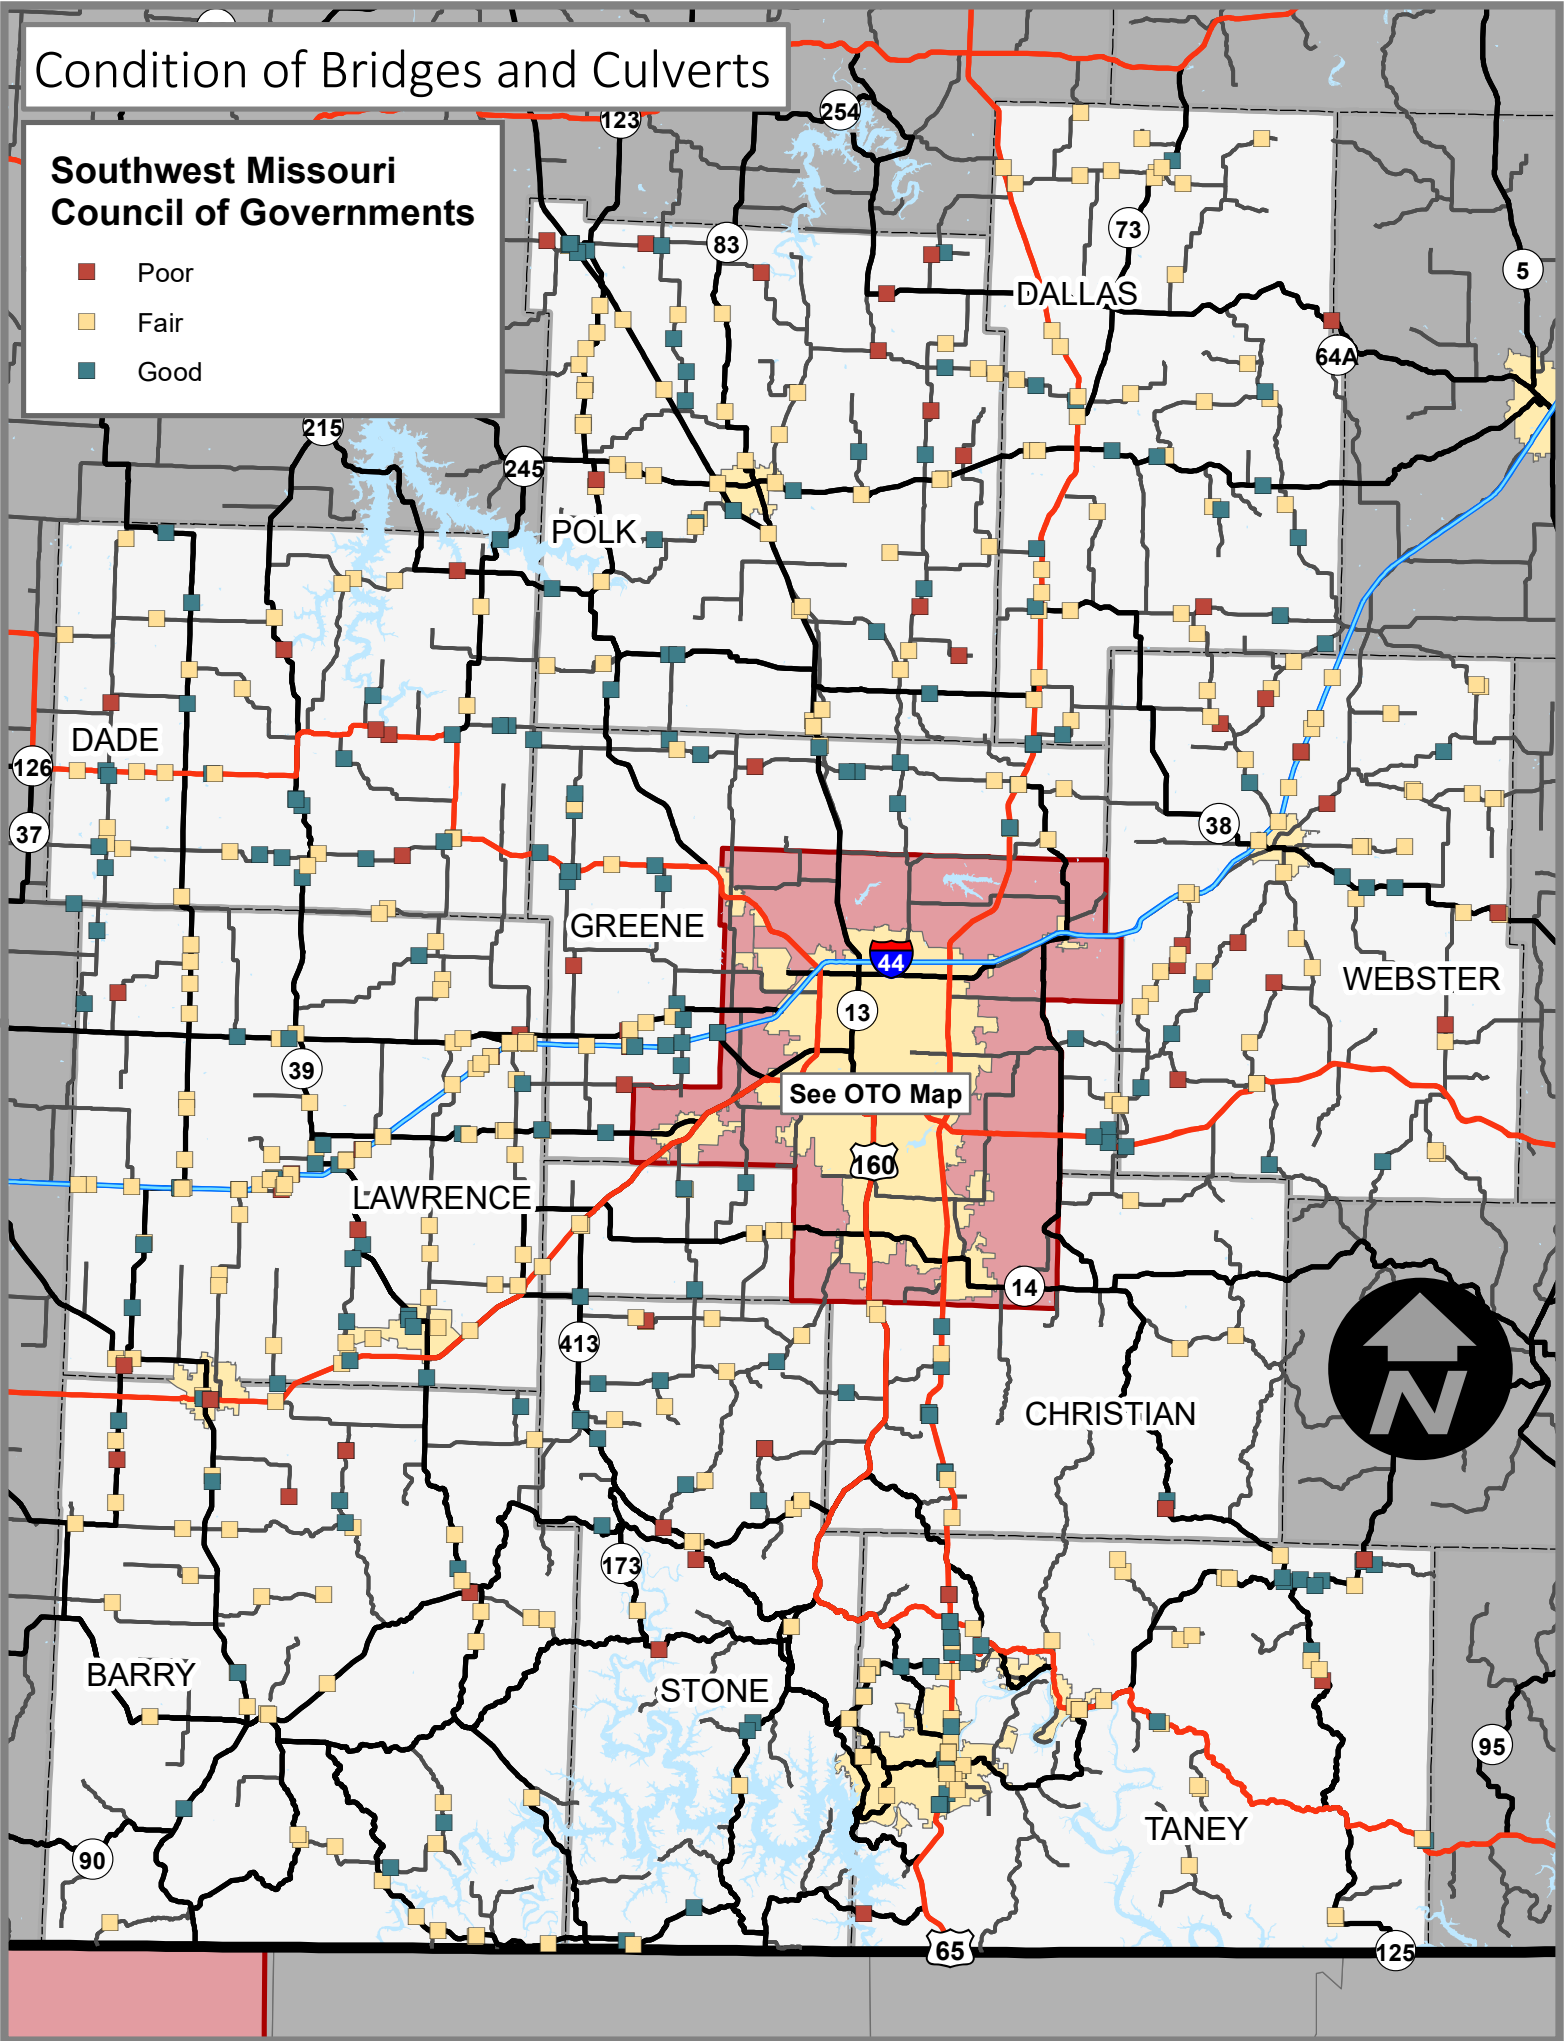 Condition of Bridges and Culverts
Southwest Missouri
Council of Governments
Poor
Fair
Good
123
254
83
73
5
DALLAS
64A
215
245
POLK
DADE
126
37
38
GREENE
44
WEBSTER
13
39
See OTO Map
160
LAWRENCE
14
413
CHRISTIAN
N
173
BARRY
STONE
95
TANEY
90
65
125